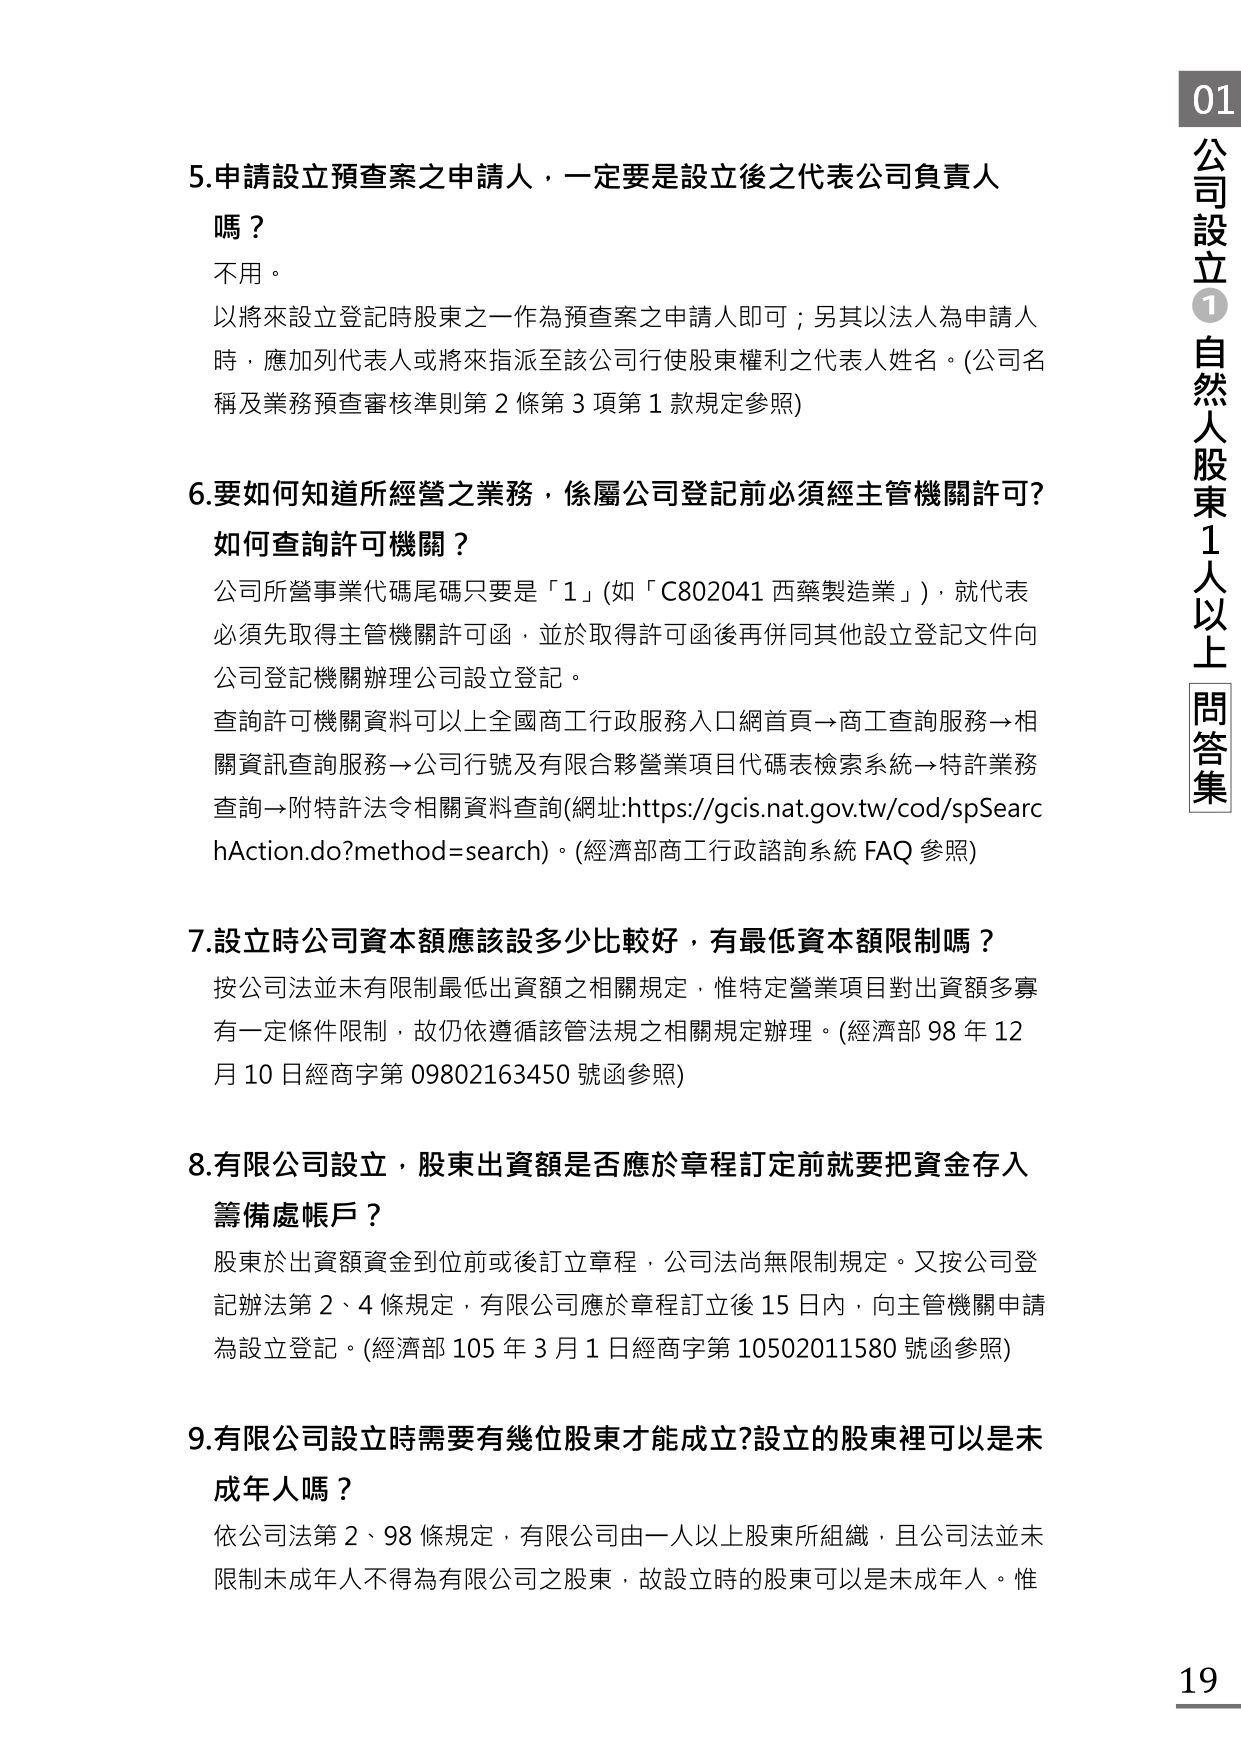 5.申請設立預查案之申請人，一定要是設立後之代表公司負責人
嗎？
不用。
以將來設立登記時股東之一作為預查案之申請人即可；另其以法人為申請人
時，應加列代表人或將來指派至該公司行使股東權利之代表人姓名。(公司名
稱及業務預查審核準則第 2 條第 3 項第 1 款規定參照)
6.要如何知道所經營之業務，係屬公司登記前必須經主管機關許可?
如何查詢許可機關？
公司所營事業代碼尾碼只要是「1」(如「C802041 西藥製造業」)，就代表
必須先取得主管機關許可函，並於取得許可函後再併同其他設立登記文件向
公司登記機關辦理公司設立登記。
查詢許可機關資料可以上全國商工行政服務入口網首頁→商工查詢服務→相
關資訊查詢服務→公司行號及有限合夥營業項目代碼表檢索系統→特許業務
查詢→附特許法令相關資料查詢(網址:https://gcis.nat.gov.tw/cod/spSearc
hAction.do?method=search)。(經濟部商工行政諮詢系統 FAQ 參照)
7.設立時公司資本額應該設多少比較好，有最低資本額限制嗎？
按公司法並未有限制最低出資額之相關規定，惟特定營業項目對出資額多寡
有一定條件限制，故仍依遵循該管法規之相關規定辦理。(經濟部 98 年 12
月 10 日經商字第 09802163450 號函參照)
8.有限公司設立，股東出資額是否應於章程訂定前就要把資金存入
籌備處帳戶？
股東於出資額資金到位前或後訂立章程，公司法尚無限制規定。又按公司登
記辦法第 2、4 條規定，有限公司應於章程訂立後 15 日內，向主管機關申請
為設立登記。(經濟部 105 年 3 月 1 日經商字第 10502011580 號函參照)
9.有限公司設立時需要有幾位股東才能成立?設立的股東裡可以是未
成年人嗎？
依公司法第 2、98 條規定，有限公司由一人以上股東所組織，且公司法並未
限制未成年人不得為有限公司之股東，故設立時的股東可以是未成年人。惟
01
公司設立❶自然人股東1人以上 問答集
19